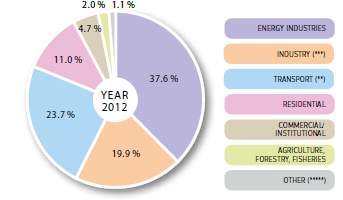 2.0 % 1.1 %
4.7 %
11.0 %
37.6 %
YEAR
2012
23.7 %
19.9 %
ENERGY INDUSTRIES
INDUSTRY (***)
TRANSPORT (**)
RESIDENTIAL
COMMERCIAL/
INSTITUTIONAL
AGRICULTURE,
FORESTRY, FISHERIES
OTHER (*****)